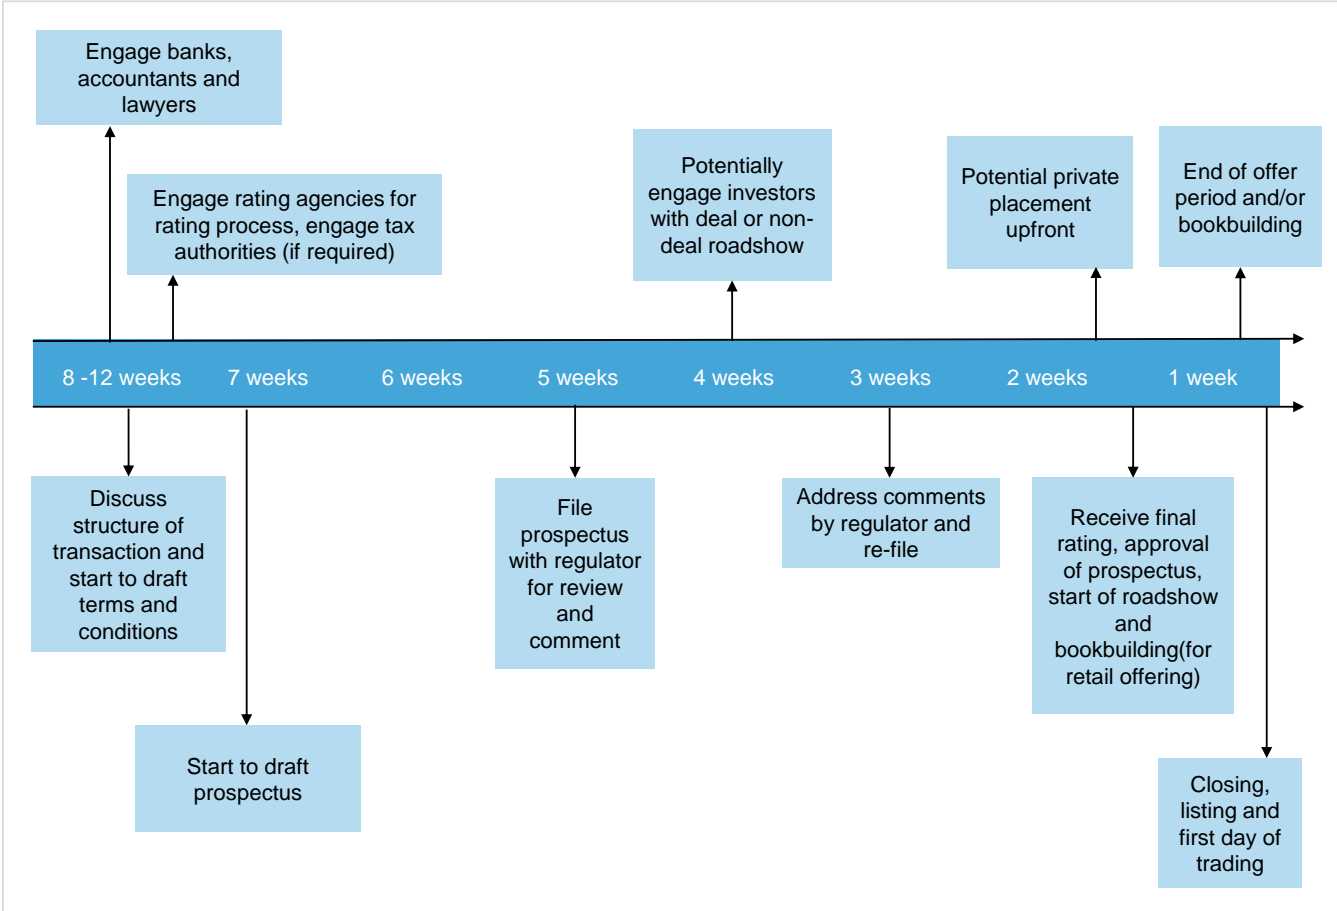 Engage banks,
accountants and
lawyers
Engage rating agencies for
rating process, engage tax
authorities (if required)
Potentially
engage investors
with deal or non-
deal roadshow
Potential private
placement
upfront
End of offer
period and/or
bookbuilding
8 -12 weeks
7 weeks
6 weeks
5 weeks
4 weeks
3 weeks
2 weeks
1 week
Discuss
structure of
transaction and
start to draft
terms and
conditions
Start to draft
prospectus
File
prospectus
with regulator
for review
and
comment
Address comments
by regulator and
re-file
Receive final
rating, approval
of prospectus,
start of roadshow
and
bookbuilding(for
retail offering)
Closing,
listing and
first day of
trading